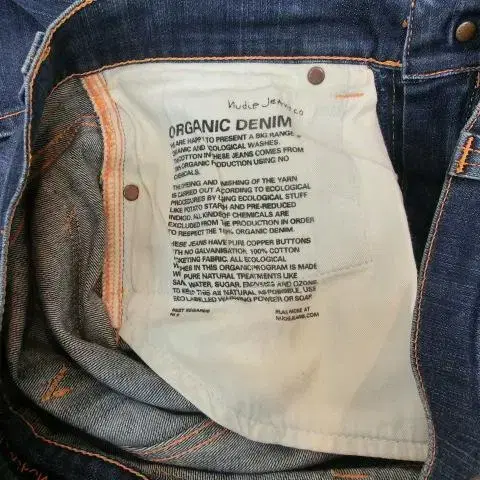 nudie jeans co
ORGANIC DENIM
WE ARE HAPPY TO PRESENT A BIG RANGE
ORGANIC AND ECOLOGICAL WASHES.
COTTON IN THESE JEANS COMES FROM
ORGANIC PRODUCTION USING NO
CHEMICALS.
THE DYEING AND FINISHING OF THE YARN
IS CARRIED OUT ACCORDING TO ECOLOGICAL
PROCEDURES BY USING ECOLOGICAL STUFF
LIKE POTATO STARCH AND PRE-REDUCED
INDIGO. ALL KINDS OF CHEMICALS ARE
EXCLUDED FROM THE PRODUCTION IN ORDER
TO RESPECT THE 100% ORGANIC DENIM.
THESE JEANS HAVE PURE COPPER BUTTONS
WITH NO GALVANISATION. 100% COTTON
POCKETING FABRIC. ALL ECOLOGICAL
WASHES IN THIS ORGANIC PROGRAM IS MADE
PURE NATURAL TREATMENTS LIKE
SAND, WATER, SUGAR, ENZYMES AND OZONE.
TO KEEP THIS AS NATURAL AS POSSIBLE, USE
ECO LABELLED WASHING POWDER OR SOAP.
BEST REGARDS
READ MORE AT
NUDIEJEANS.COM